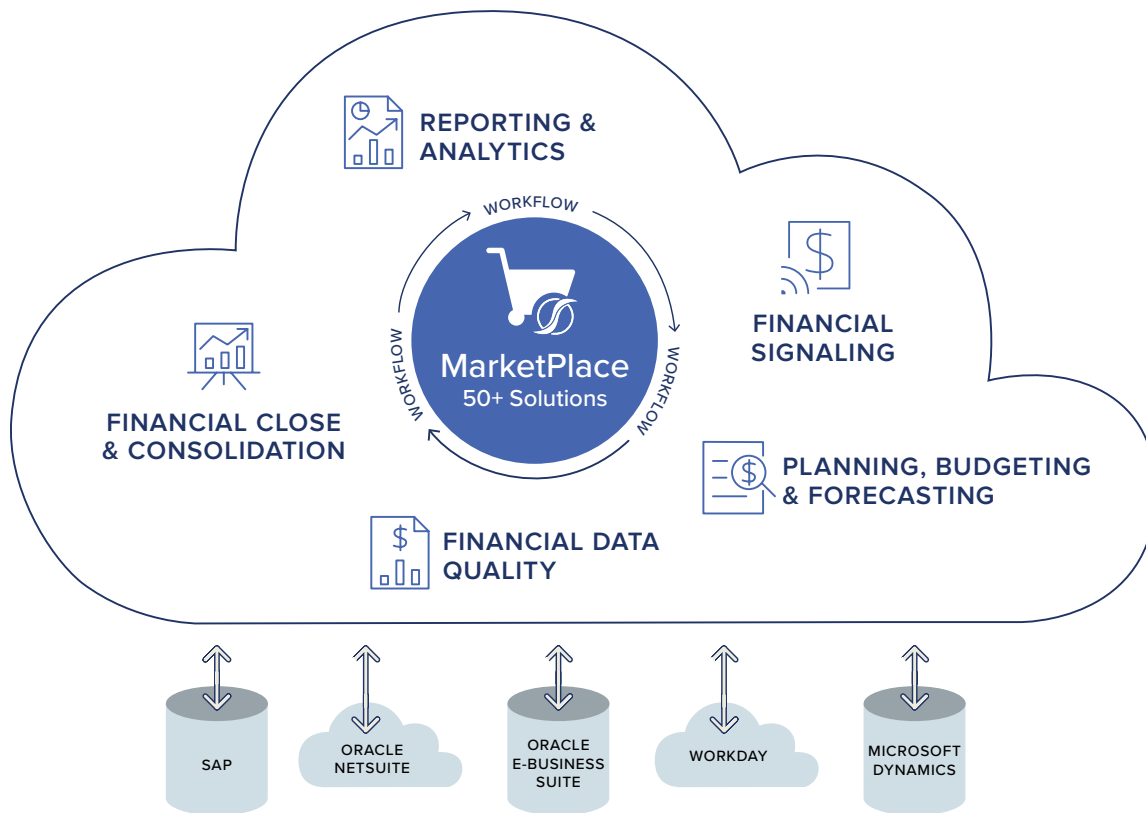 REPORTING &
ANALYTICS
WORKFLOW
WORKFLOW
WORKFLOW
MarketPlace
50+ Solutions
$
FINANCIAL
SIGNALING
FINANCIAL CLOSE
& CONSOLIDATION
$
PLANNING, BUDGETING
& FORECASTING
$
FINANCIAL DATA
QUALITY
SAP
ORACLE
NETSUITE
ORACLE
E-BUSINESS
SUITE
WORKDAY
MICROSOFT
DYNAMICS